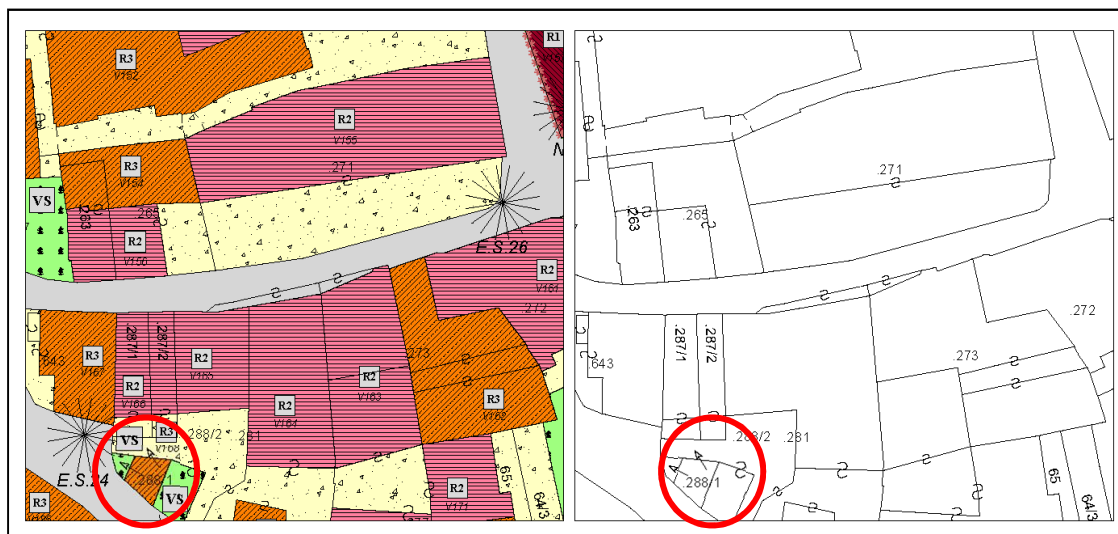 R3
V152
R1
R2
V155
R3
V154
.271
VS
.263
.265
R2
V156
E.S.26
R2
V161
.272
.287/1
.287/2
R3
V167
.643
R2
V165
.273
R2
V166
R2
V163
R2
V164
R3
VS
R3
V168
.288/2
.281
E.S.24
.288/1
VS
R2
V171
65
64/3
R3
.271
.263
.265
.272
.287/1
.287/2
.643
.273
.288/2
.281
.288/1
65
64/3